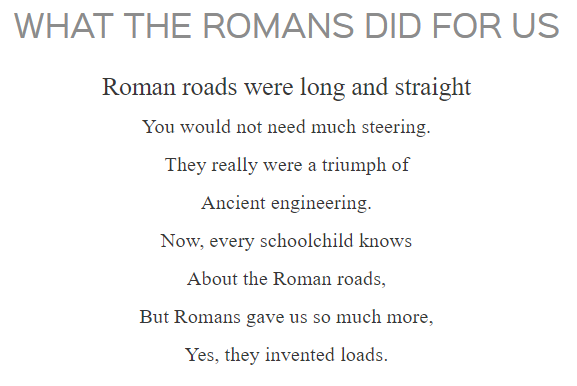 WHAT THE ROMANS DID FOR US
Roman roads were long and straight
You would not need much steering.
They really were a triumph of
Ancient engineering.
Now, every schoolchild knows
About the Roman roads,
But Romans gave us so much more,
Yes, they invented loads.